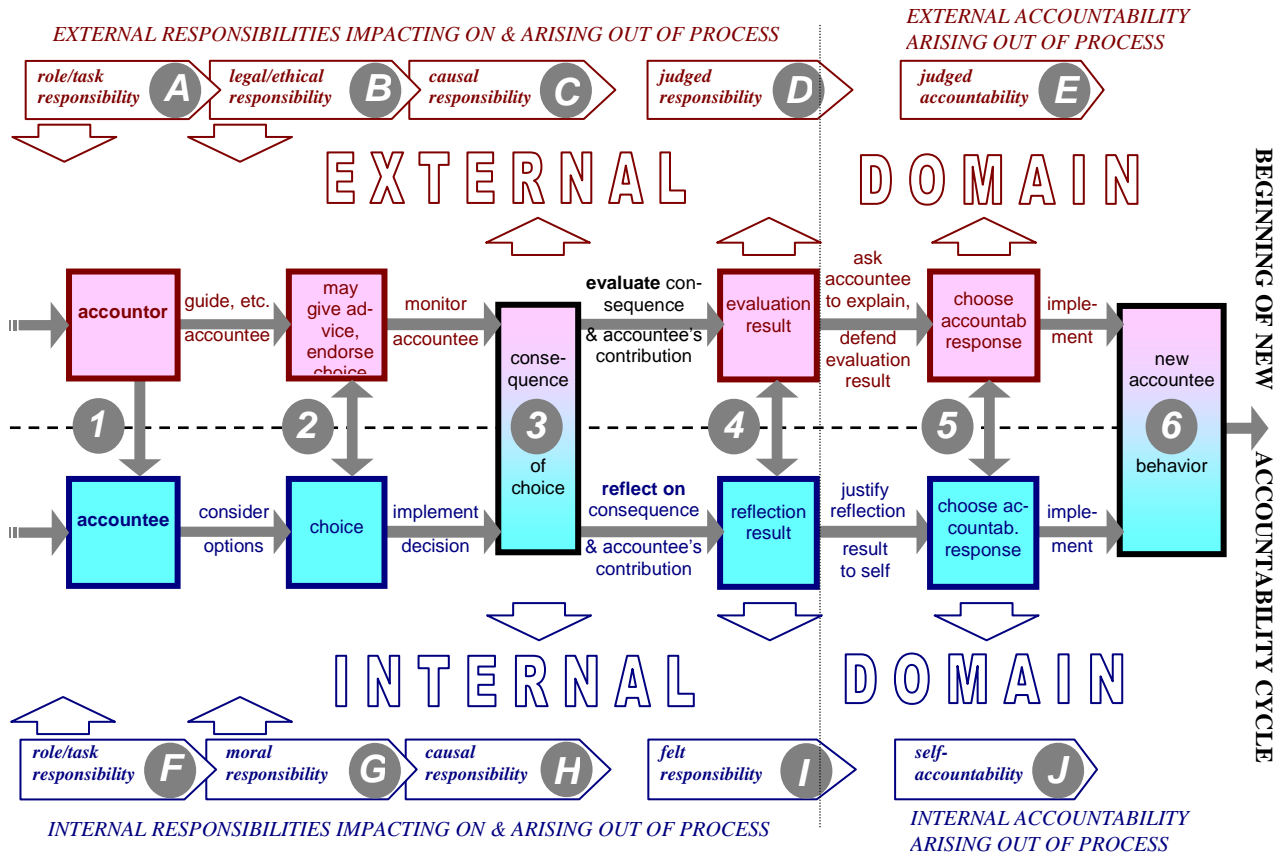 EXTERNAL RESPONSIBILITIES IMPACTING ON & ARISING OUT OF PROCESS
EXTERNAL ACCOUNTABILITY
ARISING OUT OF PROCESS
role/task
responsibility
A
legal/ethical
responsibility
B
causal
responsibility
C
judged
responsibility
D
judged
accountability
E
EXTERNAL
DOMAIN
accountor
guide, etc.
accountee
may
give ad-
vice,
endorse
choice
monitor
accountee
conse-
quence
3
of
choice
evaluate con-
sequence
& accountee's
contribution
evaluation
result
ask
accountee
to explain,
defend
evaluation
result
choose
accountab
response
imple-
ment
new
accountee
6
behavior
1
2
4
5
accountee
consider
options
choice
implement
decision
reflect on
consequence
& accountee's
contribution
reflection
result
justify
reflection
result
to self
choose ac-
countab.
response
imple-
ment
BEGINNING OF NEW ACCOUNTABILITY CYCLE
INTERNAL
DOMAIN
role/task
responsibility
F
moral
responsibility
G
causal
responsibility
H
felt
responsibility
I
self-
accountability
J
INTERNAL RESPONSIBILITIES IMPACTING ON & ARISING OUT OF PROCESS
INTERNAL ACCOUNTABILITY
ARISING OUT OF PROCESS